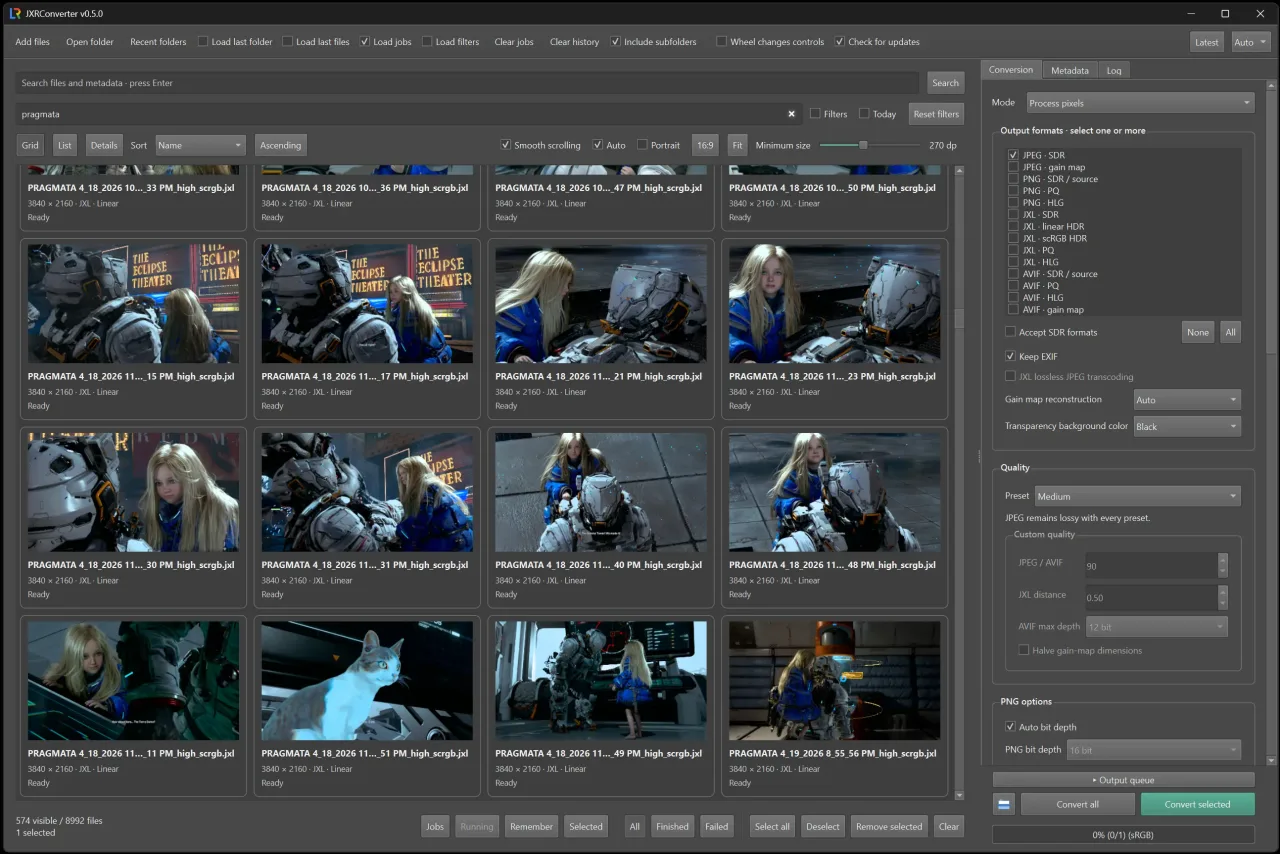 JXRConverter v0.5.0
Add files Open folder Recent folders Load last folder Load last files Load jobs Load filters Clear jobs Clear history Include subfolders Wheel changes controls Check for updates Latest Auto
Search files and metadata · press Enter Search
pragmata Filters Today Reset filters
Grid List Details Sort Name Ascending Smooth scrolling Auto Portrait 16:9 Fit Minimum size 270 dp
PRAGMATA 4_18_2026 10..._33 PM_high_scrgb.jxl PRAGMATA 4_18_2026 10..._36 PM_high_scrgb.jxl PRAGMATA 4_18_2026 10..._47 PM_high_scrgb.jxl PRAGMATA 4_18_2026 10..._50 PM_high_scrgb.jxl
3840 × 2160 · JXL · Linear 3840 × 2160 · JXL · Linear 3840 × 2160 · JXL · Linear 3840 × 2160 · JXL · Linear
Ready Ready Ready Ready
THE ECLIPSE THEATER THE ECLIPSE THEATER
PRAGMATA 4_18_2026 11..._15 PM_high_scrgb.jxl PRAGMATA 4_18_2026 11..._17 PM_high_scrgb.jxl PRAGMATA 4_18_2026 11..._21 PM_high_scrgb.jxl PRAGMATA 4_18_2026 11..._23 PM_high_scrgb.jxl
3840 × 2160 · JXL · Linear 3840 × 2160 · JXL · Linear 3840 × 2160 · JXL · Linear 3840 × 2160 · JXL · Linear
Ready Ready Ready Ready
PRAGMATA 4_18_2026 11..._30 PM_high_scrgb.jxl PRAGMATA 4_18_2026 11..._31 PM_high_scrgb.jxl PRAGMATA 4_18_2026 11..._40 PM_high_scrgb.jxl PRAGMATA 4_18_2026 11..._48 PM_high_scrgb.jxl
3840 × 2160 · JXL · Linear 3840 × 2160 · JXL · Linear 3840 × 2160 · JXL · Linear 3840 × 2160 · JXL · Linear
Ready Ready Ready Ready
PRAGMATA 4_18_2026 11..._11 PM_high_scrgb.jxl PRAGMATA 4_18_2026 11..._51 PM_high_scrgb.jxl PRAGMATA 4_18_2026 11..._49 PM_high_scrgb.jxl PRAGMATA 4_19_2026 8_55_56 PM_high_scrgb.jxl
3840 × 2160 · JXL · Linear 3840 × 2160 · JXL · Linear 3840 × 2160 · JXL · Linear 3840 × 2160 · JXL · Linear
Ready Ready Ready Ready
574 visible / 8992 files
1 selected
Jobs Running Remember Selected All Finished Failed Select all Deselect Remove selected Clear
Conversion Metadata Log
Mode Process pixels
Output formats · select one or more
JPEG · SDR
JPEG · gain map
PNG · SDR / source
PNG · PQ
PNG · HLG
JXL · SDR
JXL · linear HDR
JXL · scRGB HDR
JXL · PQ
JXL · HLG
AVIF · SDR / source
AVIF · PQ
AVIF · HLG
AVIF · gain map
Accept SDR formats None All
Keep EXIF
JXL lossless JPEG transcoding
Gain map reconstruction Auto
Transparency background color Black
Quality
Preset Medium
JPEG remains lossy with every preset.
Custom quality
JPEG / AVIF 90
JXL distance 0.50
AVIF max depth 12 bit
Halve gain-map dimensions
PNG options
Auto bit depth
PNG bit depth 16 bit
Output queue
Convert all Convert selected
0% (0/1) (sRGB)